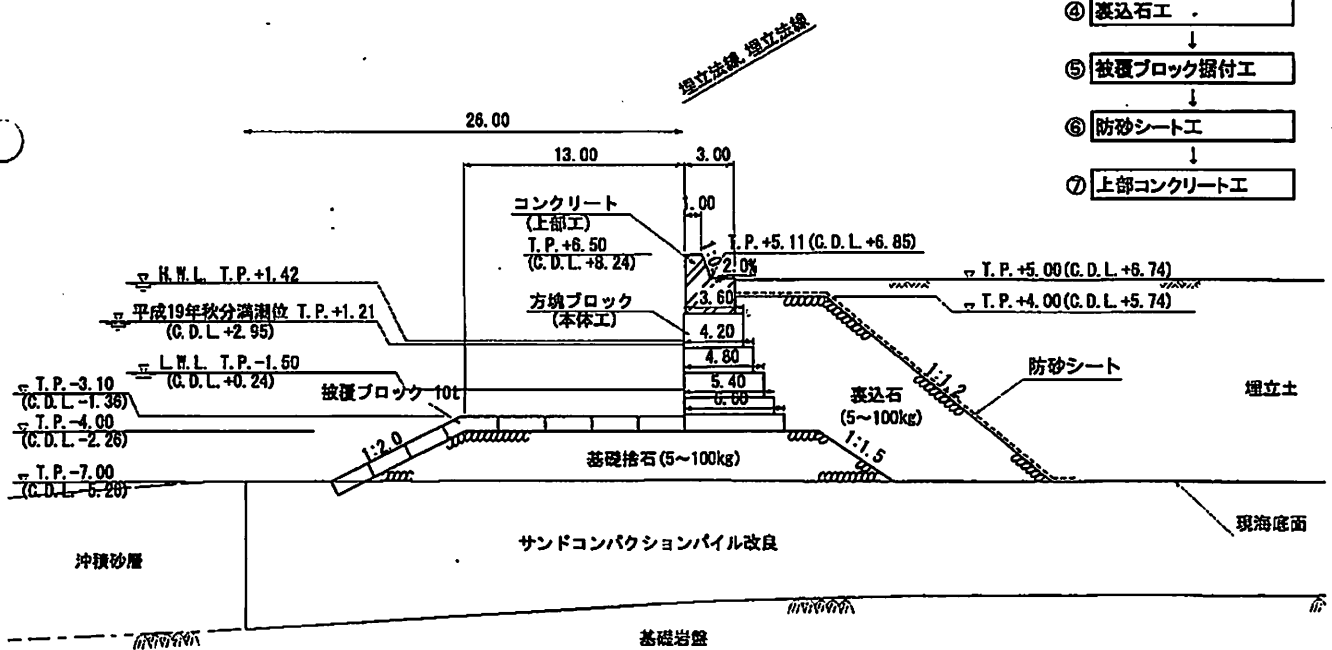 ④ 裏込石工
↓
⑤ 被覆ブロック据付工
↓
⑥ 防砂シート工
↓
⑦ 上部コンクリート工
埋立法線, 埋立法線
26.00
13.00
3.00
コンクリート
(上部工)
T.P.+6.50
(C.D.L.+8.24)
T.P.+5.11(C.D.L.+6.85)
2.0%
T.P.+5.00(C.D.L.+6.74)
T.P.+4.00(C.D.L.+5.74)
H.W.L. T.P.+1.42
平成19年秋分満潮位 T.P.+1.21
(C.D.L.+2.95)
方塊ブロック
(本体工)
3.60
4.20
4.80
5.40
L.W.L. T.P.-1.50
(C.D.L.+0.24)
T.P.-3.10
(C.D.L.-1.36)
T.P.-4.00
(C.D.L.-2.26)
T.P.-7.00
被覆ブロック 10t
1:2.0
基礎捨石(5~100kg)
1:1.5
裏込石
(5~100kg)
1:1.2
防砂シート
埋立土
現海底面
沖積砂層
サンドコンパクションパイル改良
基礎岩盤